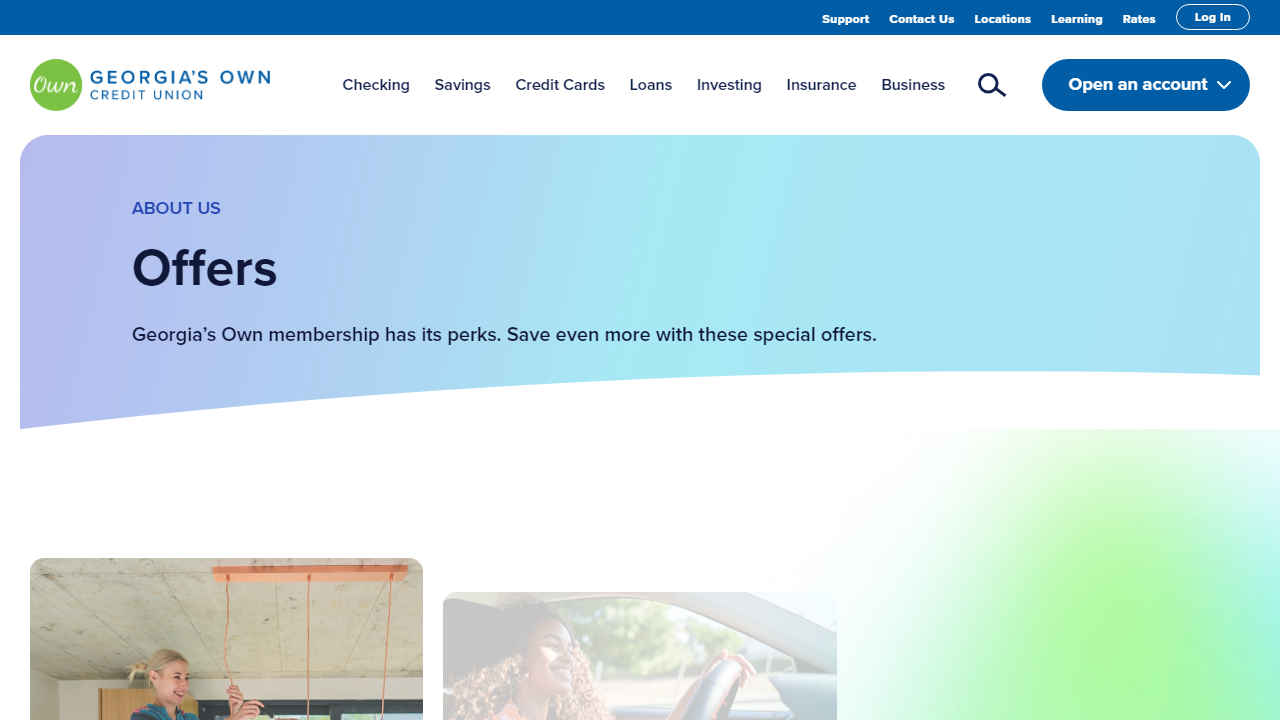 Support Contact Us Locations Learning Rates Log In
Own GEORGIA'S OWN
CREDIT UNION
Checking Savings Credit Cards Loans Investing Insurance Business Open an account
ABOUT US
Offers
Georgia’s Own membership has its perks. Save even more with these special offers.